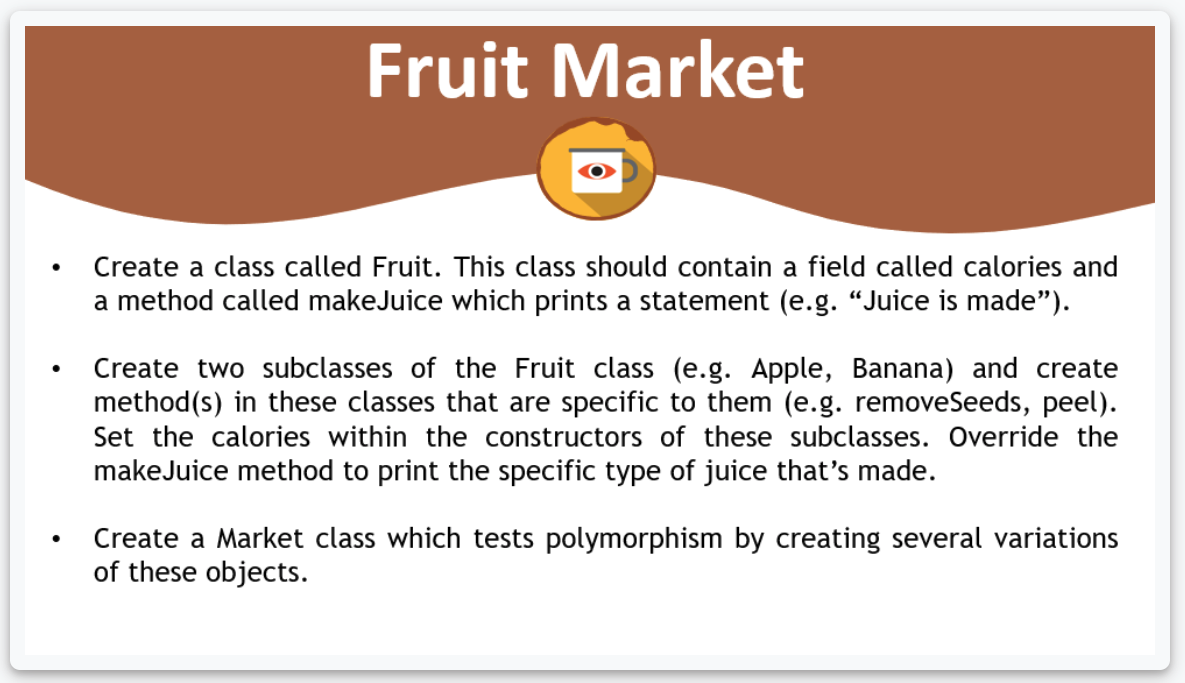 Fruit Market
• Create a class called Fruit. This class should contain a field called calories and
a method called makeJuice which prints a statement (e.g. “Juice is made”).
• Create two subclasses of the Fruit class (e.g. Apple, Banana) and create
method(s) in these classes that are specific to them (e.g. removeSeeds, peel).
Set the calories within the constructors of these subclasses. Override the
makeJuice method to print the specific type of juice that’s made.
• Create a Market class which tests polymorphism by creating several variations
of these objects.